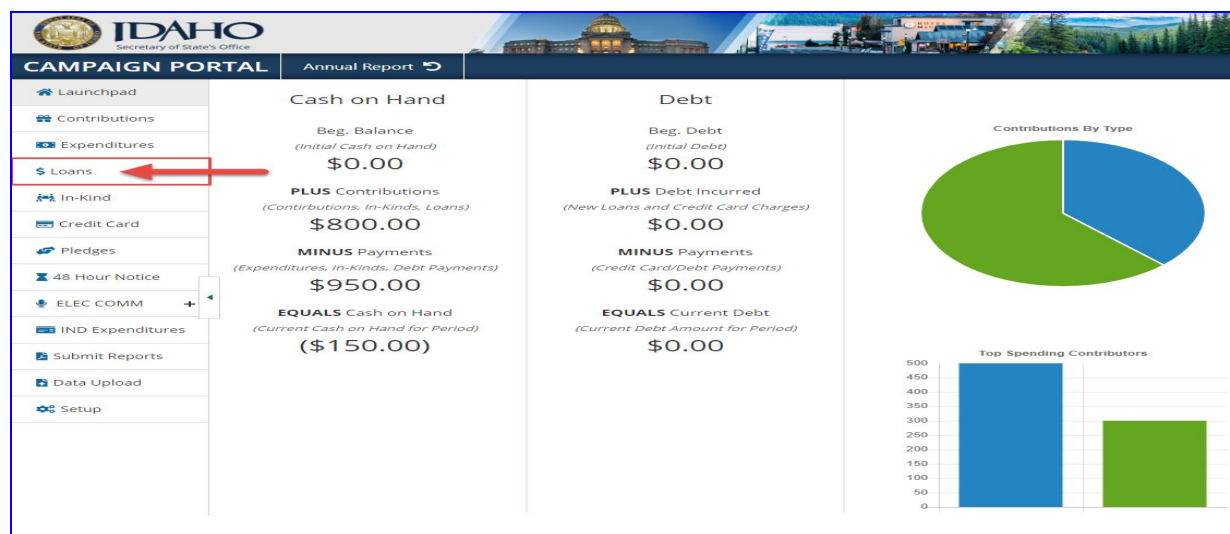 IDAHO
Secretary of State's Office
CAMPAIGN PORTAL
Annual Report
Launchpad
Contributions
Expenditures
$ Loans
In-Kind
Credit Card
Pledges
48 Hour Notice
ELEC COMM +
IND Expenditures
Submit Reports
Data Upload
Setup
Cash on Hand
Beg. Balance
(Initial Cash on Hand)
$0.00
PLUS Contributions
(Contirbutions, In-Kinds, Loans)
$800.00
MINUS Payments
(Expenditures, In-Kinds, Debt Payments)
$950.00
EQUALS Cash on Hand
(Current Cash on Hand for Period)
($150.00)
Debt
Beg. Debt
(Initial Debt)
$0.00
PLUS Debt Incurred
(New Loans and Credit Card Charges)
$0.00
MINUS Payments
(Credit Card/Debt Payments)
$0.00
EQUALS Current Debt
(Current Debt Amount for Period)
$0.00
Contributions By Type
Top Spending Contributors
500
450
400
350
300
250
200
150
100
50
0